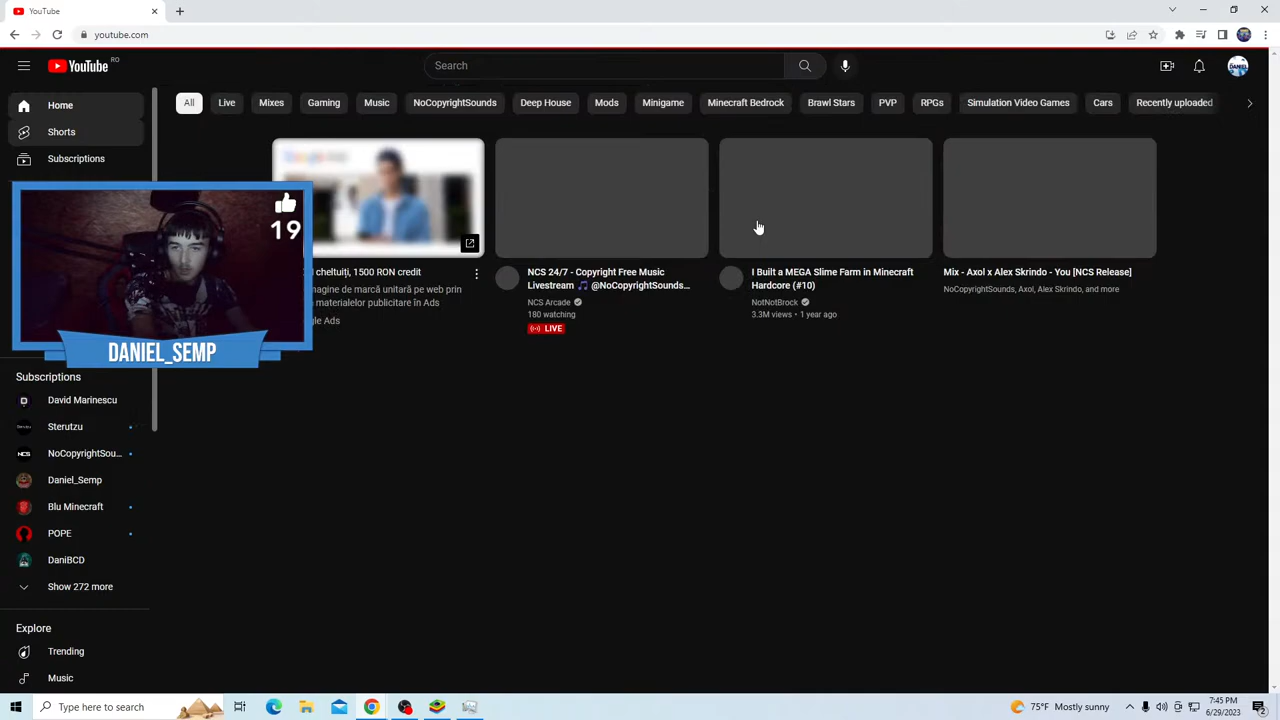 YouTube
youtube.com
YouTube RO
Search
Home
Shorts
Subscriptions
All
Live
Mixes
Gaming
Music
NoCopyrightSounds
Deep House
Mods
Minigame
Minecraft Bedrock
Brawl Stars
PVP
RPGs
Simulation Video Games
Cars
Recently uploaded
19
DANIEL_SEMP
cheltuiți, 1500 RON credit
imagine de marcă unitară pe web prin
materialelor publicitare în Ads
Ads
NCS 24/7 - Copyright Free Music
Livestream 🎵 @NoCopyrightSounds...
NCS Arcade
180 watching
LIVE
I Built a MEGA Slime Farm in Minecraft
Hardcore (#10)
NotNotBrock
3.3M views • 1 year ago
Mix - Axol x Alex Skrindo - You [NCS Release]
NoCopyrightSounds, Axol, Alex Skrindo, and more
Subscriptions
David Marinescu
Sterutzu
NCS
NoCopyrightSou...
Daniel_Semp
Blu Minecraft
POPE
DaniBCD
Show 272 more
Explore
Trending
Music
Type here to search
75°F Mostly sunny
7:45 PM
6/29/2023
2